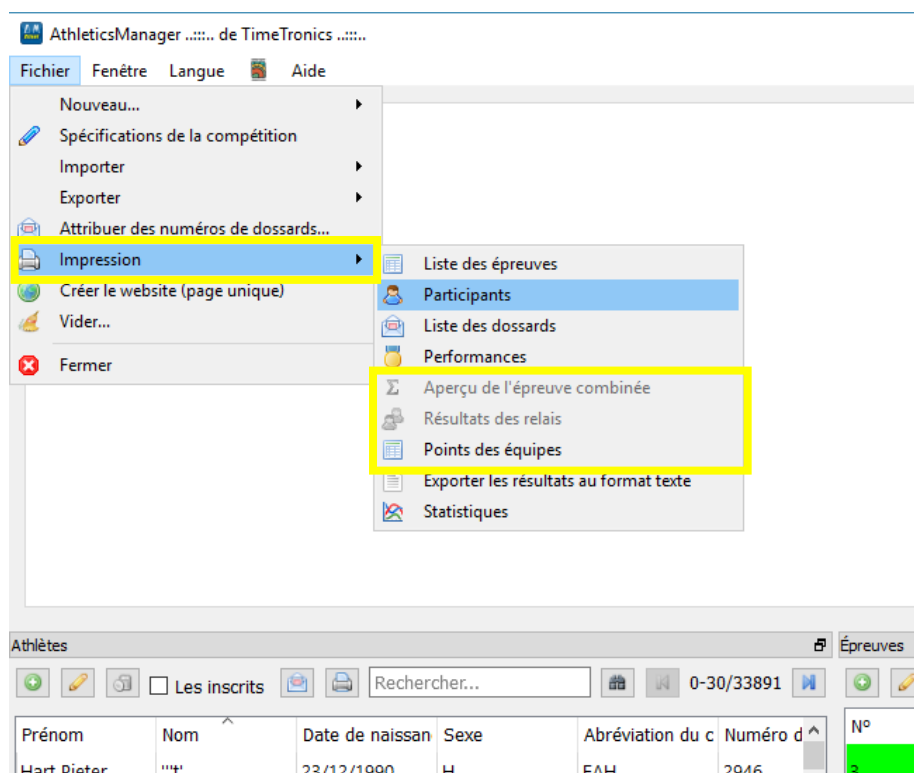 AthleticsManager ..:::.. de TimeTronics ..:::..
Fichier Fenêtre Langue Aide
Nouveau...
Spécifications de la compétition
Importer
Exporter
Attribuer des numéros de dossards...
Impression
Créer le website (page unique)
Vider...
Fermer
Liste des épreuves
Participants
Liste des dossards
Performances
Aperçu de l'épreuve combinée
Résultats des relais
Points des équipes
Exporter les résultats au format texte
Statistiques
Athlètes
Épreuves
Les inscrits
Rechercher...
0-30/33891
Prénom Nom Date de naissan Sexe Abréviation du c Numéro d
N°
Hart Pieter '''t' 23/12/1990 H EAH 2946
3